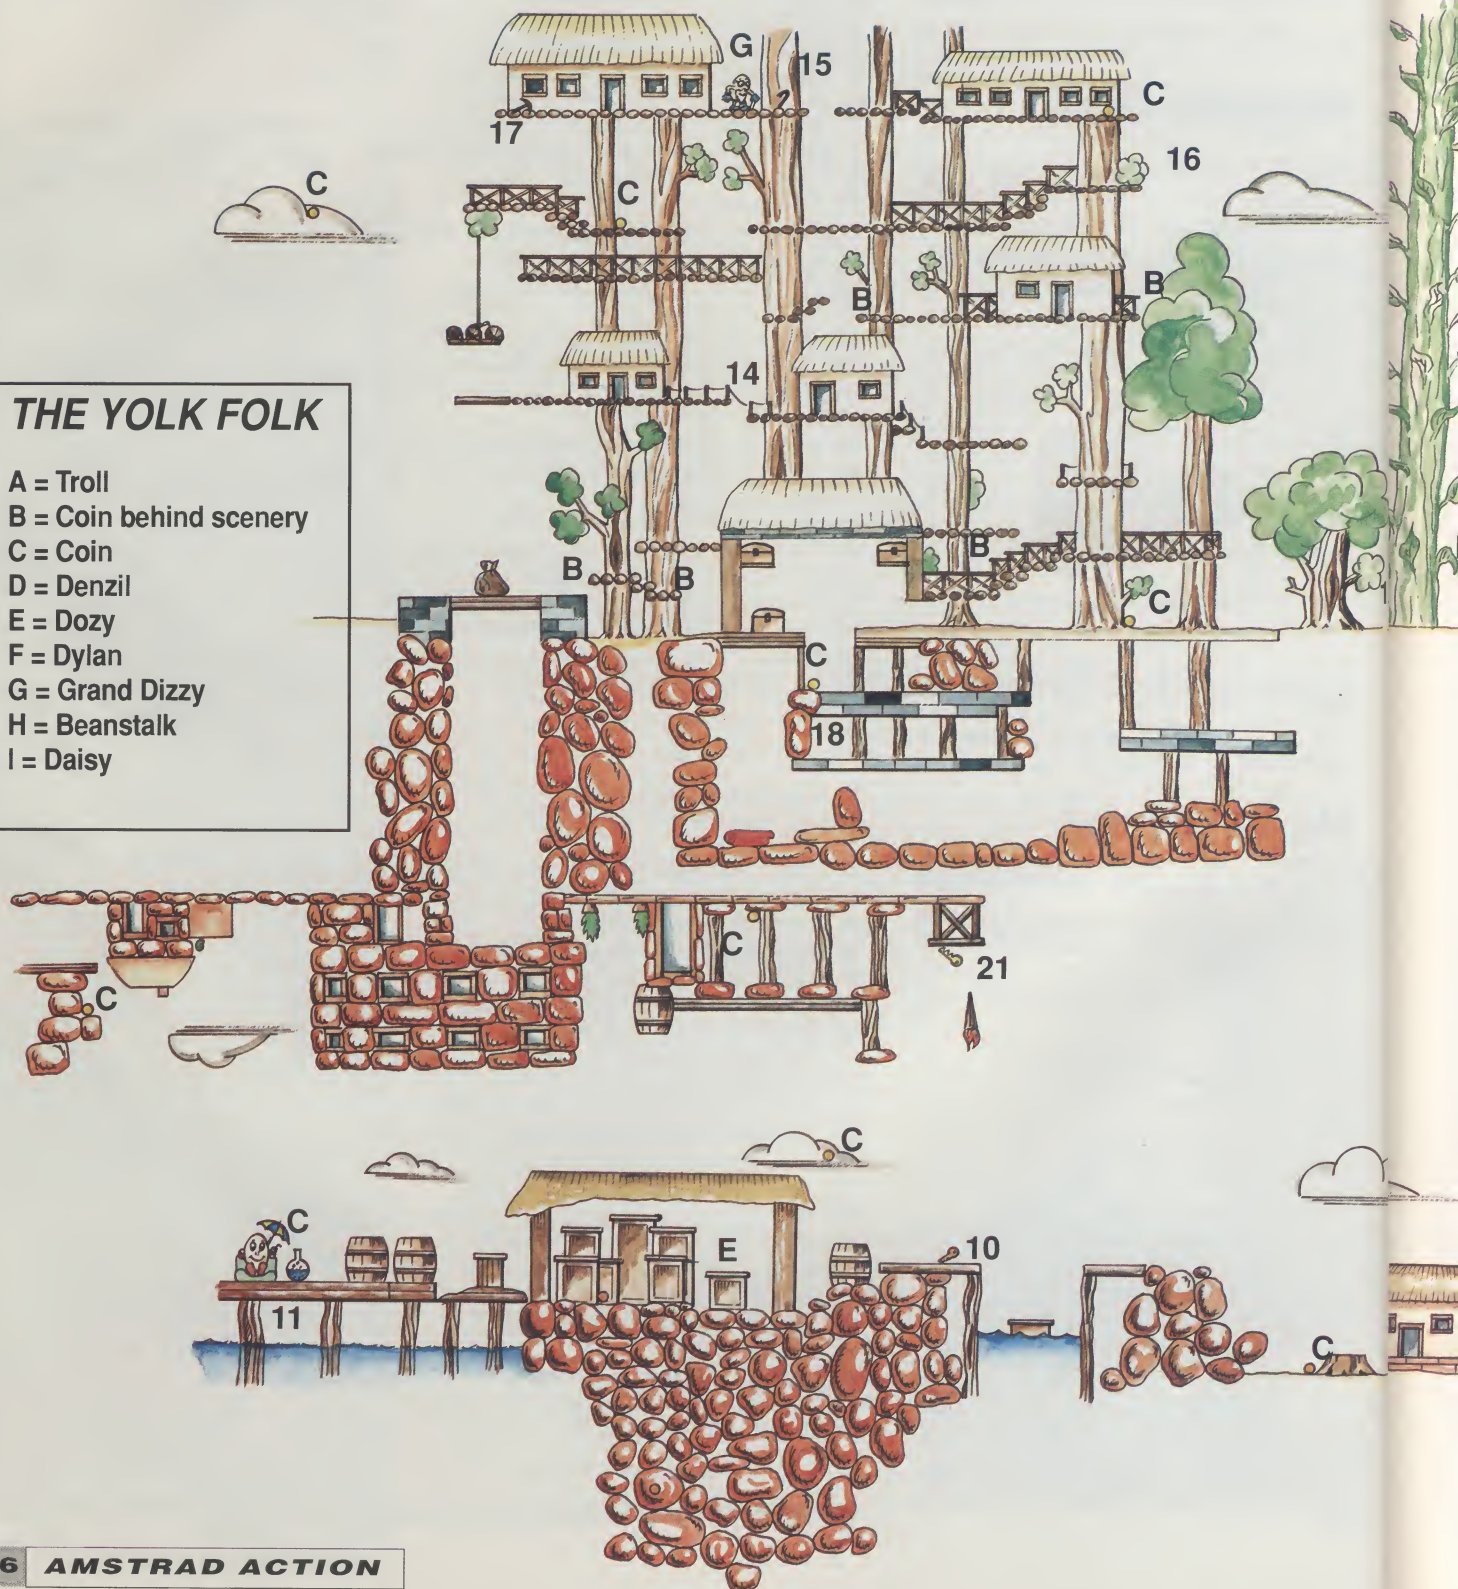 G
15
C
17
16
C
C
B
B
14
THE YOLK FOLK
A = Troll
B = Coin behind scenery
C = Coin
D = Denzil
E = Dozy
F = Dylan
G = Grand Dizzy
H = Beanstalk
I = Daisy
B
B
B
C
C
18
C
21
C
C
C
E
10
11
C
6 AMSTRAD ACTION